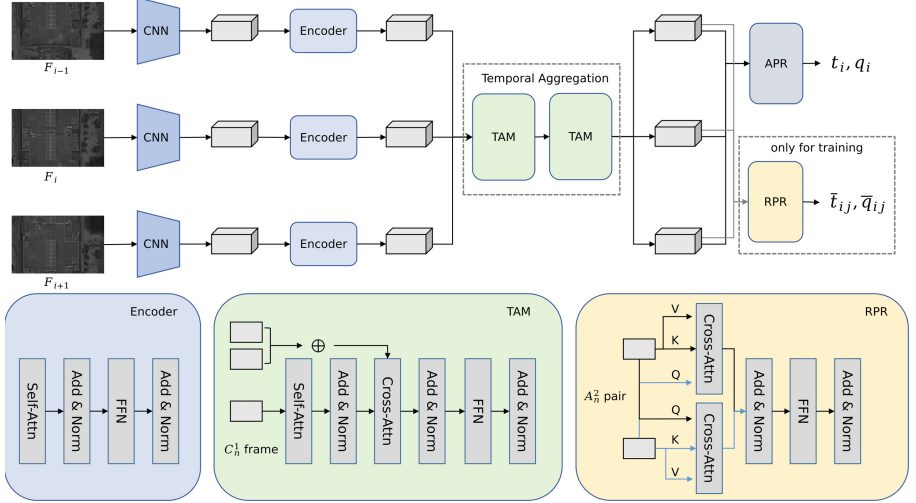 CNN
Encoder
F_{i-1}
Temporal Aggregation
APR
t_i, q_i
CNN
Encoder
TAM
TAM
F_i
only for training
RPR
t̄_{ij}, q̄_{ij}
CNN
Encoder
F_{i+1}
Encoder
Self-Attn
Add & Norm
FFN
Add & Norm
TAM
⊕
C_n^1 frame
Self-Attn
Add & Norm
Cross-Attn
Add & Norm
FFN
Add & Norm
RPR
V
K
Q
Cross-Attn
A_n^2 pair
Q
K
V
Cross-Attn
Add & Norm
FFN
Add & Norm